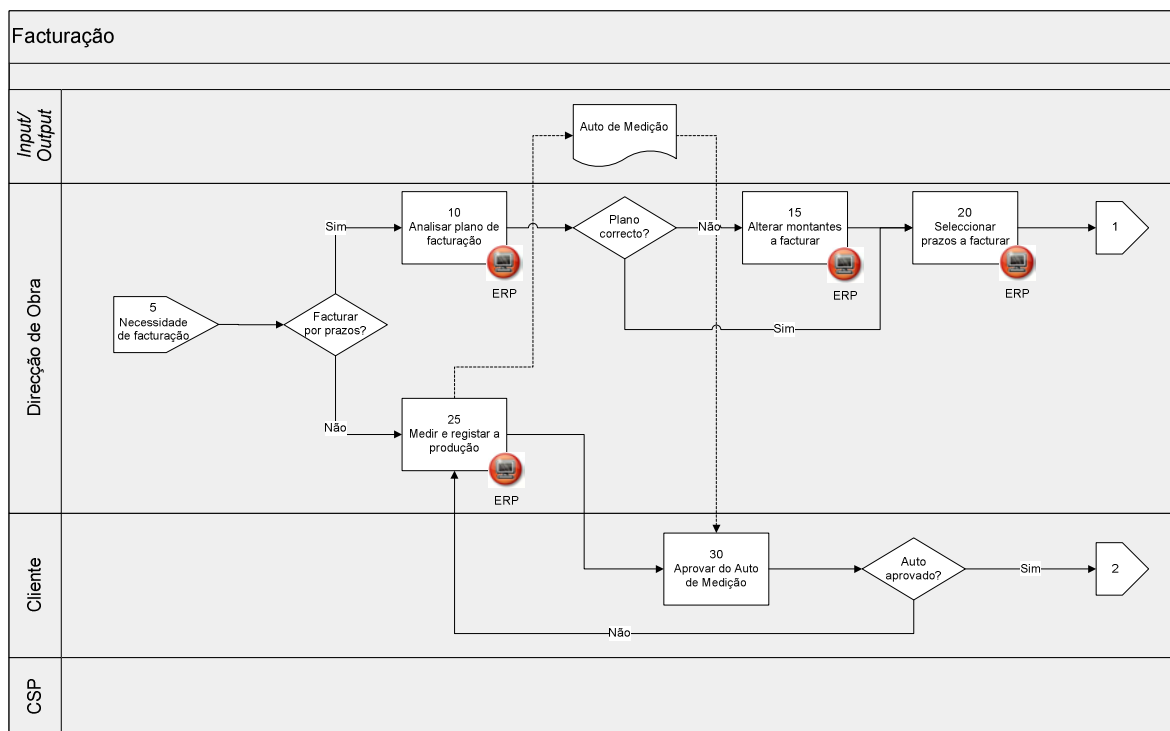 Facturação
Input/
Output
Auto de Medição
Direcção de Obra
5
Necessidade
de facturação
Facturar
por prazos?
Sim
Não
10
Analisar plano de
facturação
ERP
Plano
correcto?
Não
Sim
15
Alterar montantes
a facturar
ERP
20
Seleccionar
prazos a facturar
ERP
1
25
Medir e registar a
produção
ERP
Cliente
30
Aprovar do Auto
de Medição
Auto
aprovado?
Sim
Não
2
CSP